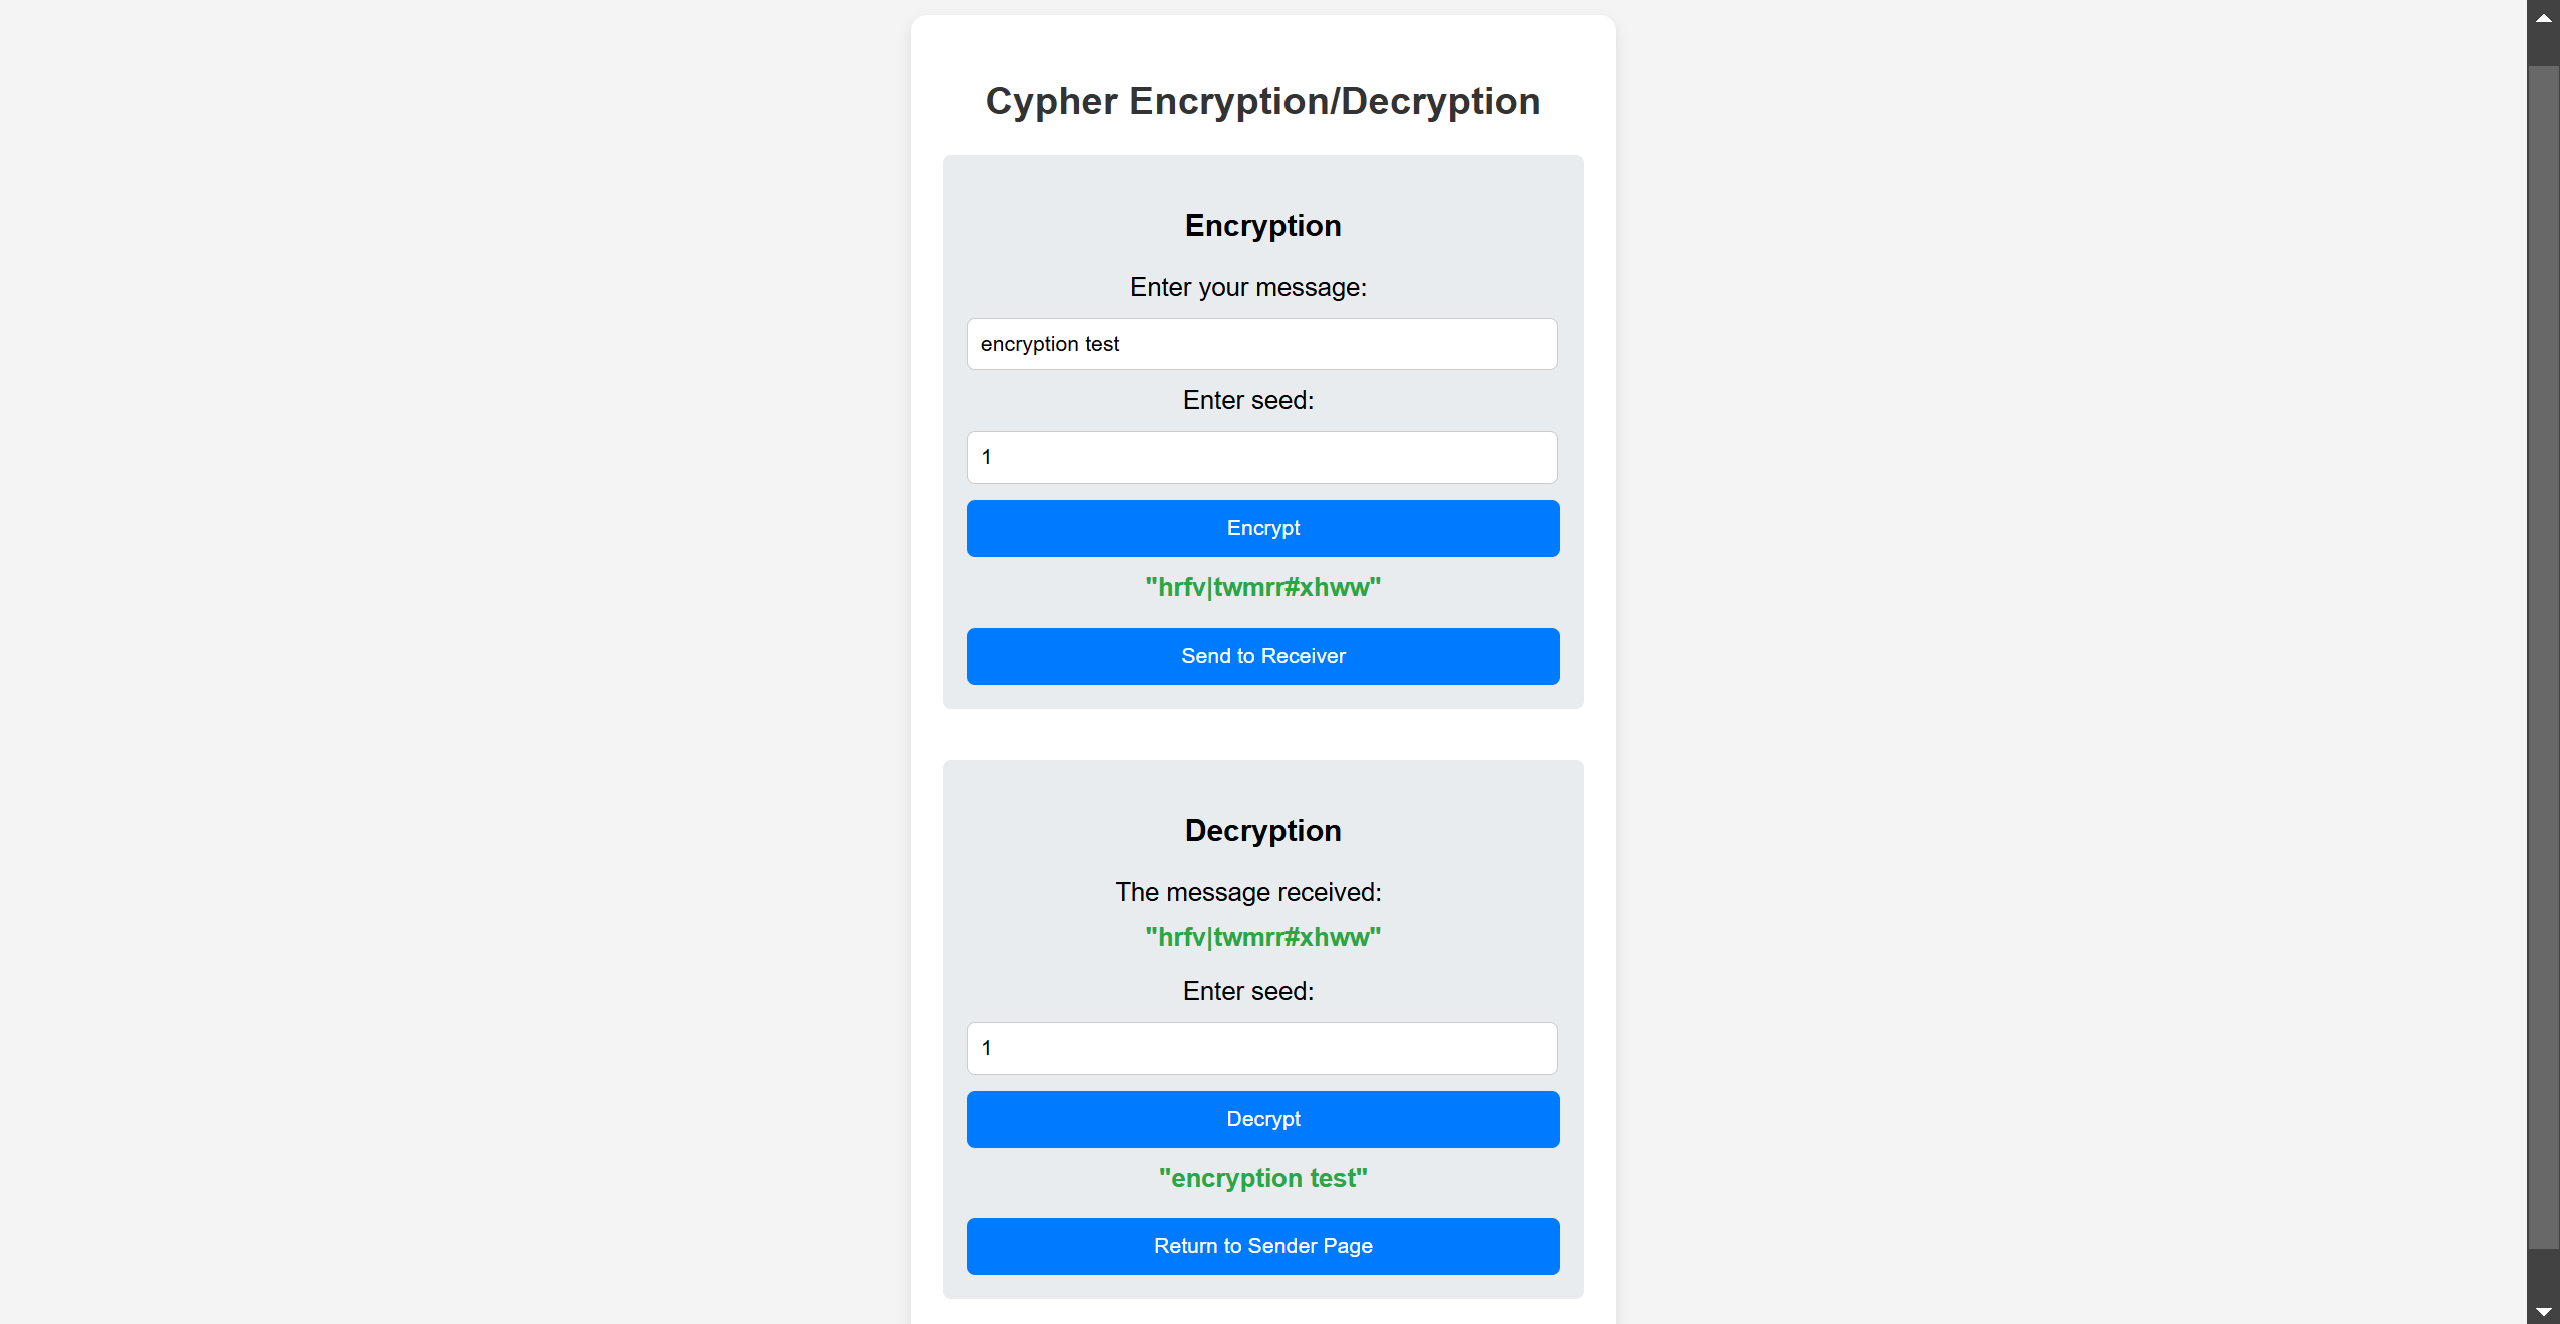 Cypher Encryption/Decryption
Encryption
Enter your message:
encryption test
Enter seed:
1
Encrypt
"hrfv|twmrr#xhww"
Send to Receiver
Decryption
The message received:
"hrfv|twmrr#xhww"
Enter seed:
1
Decrypt
"encryption test"
Return to Sender Page